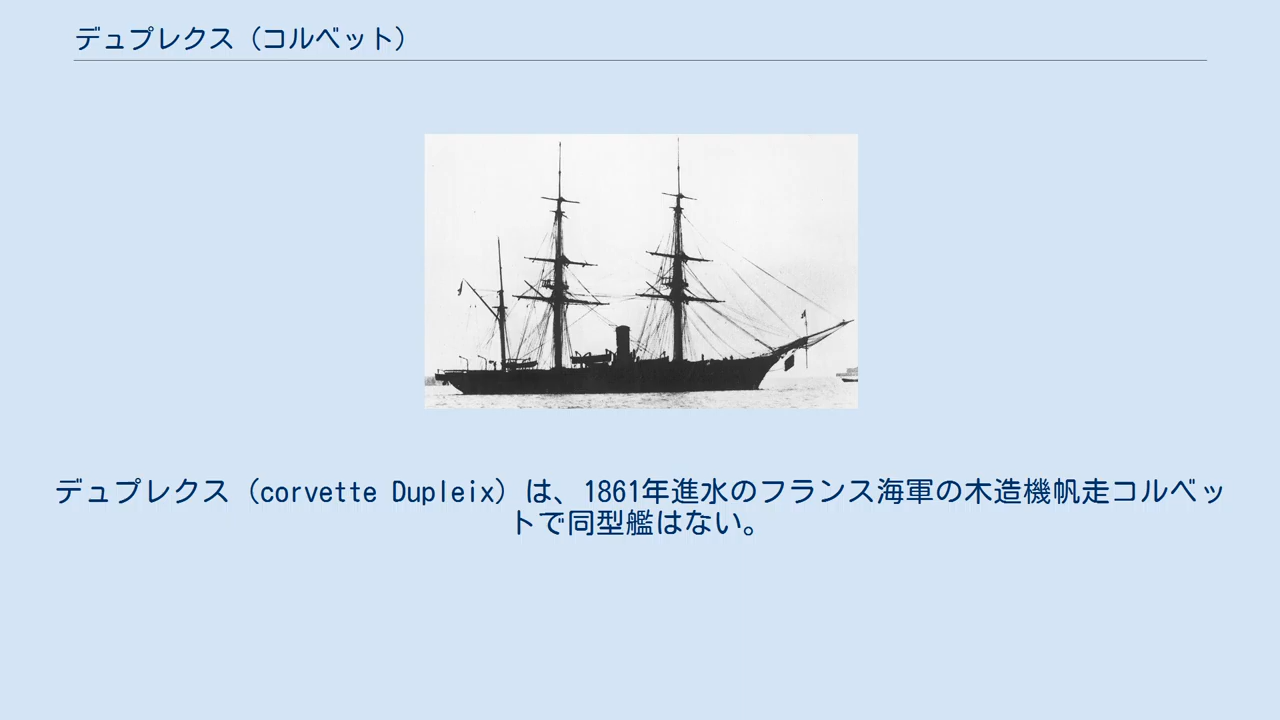 デュプレクス（コルベット）
デュプレクス（corvette Dupleix）は、1861年進水のフランス海軍の木造機帆走コルベッ
トで同型艦はない。